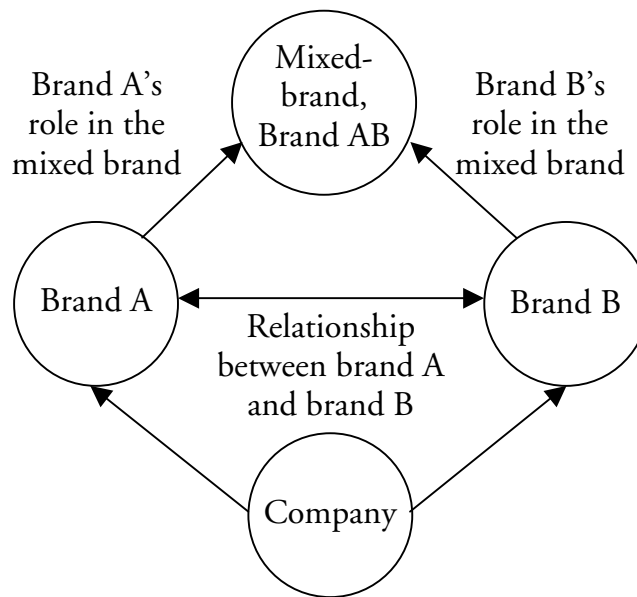 Mixed-
brand,
Brand AB
Brand A’s
role in the
mixed brand
Brand B’s
role in the
mixed brand
Brand A
Brand B
Relationship
between brand A
and brand B
Company